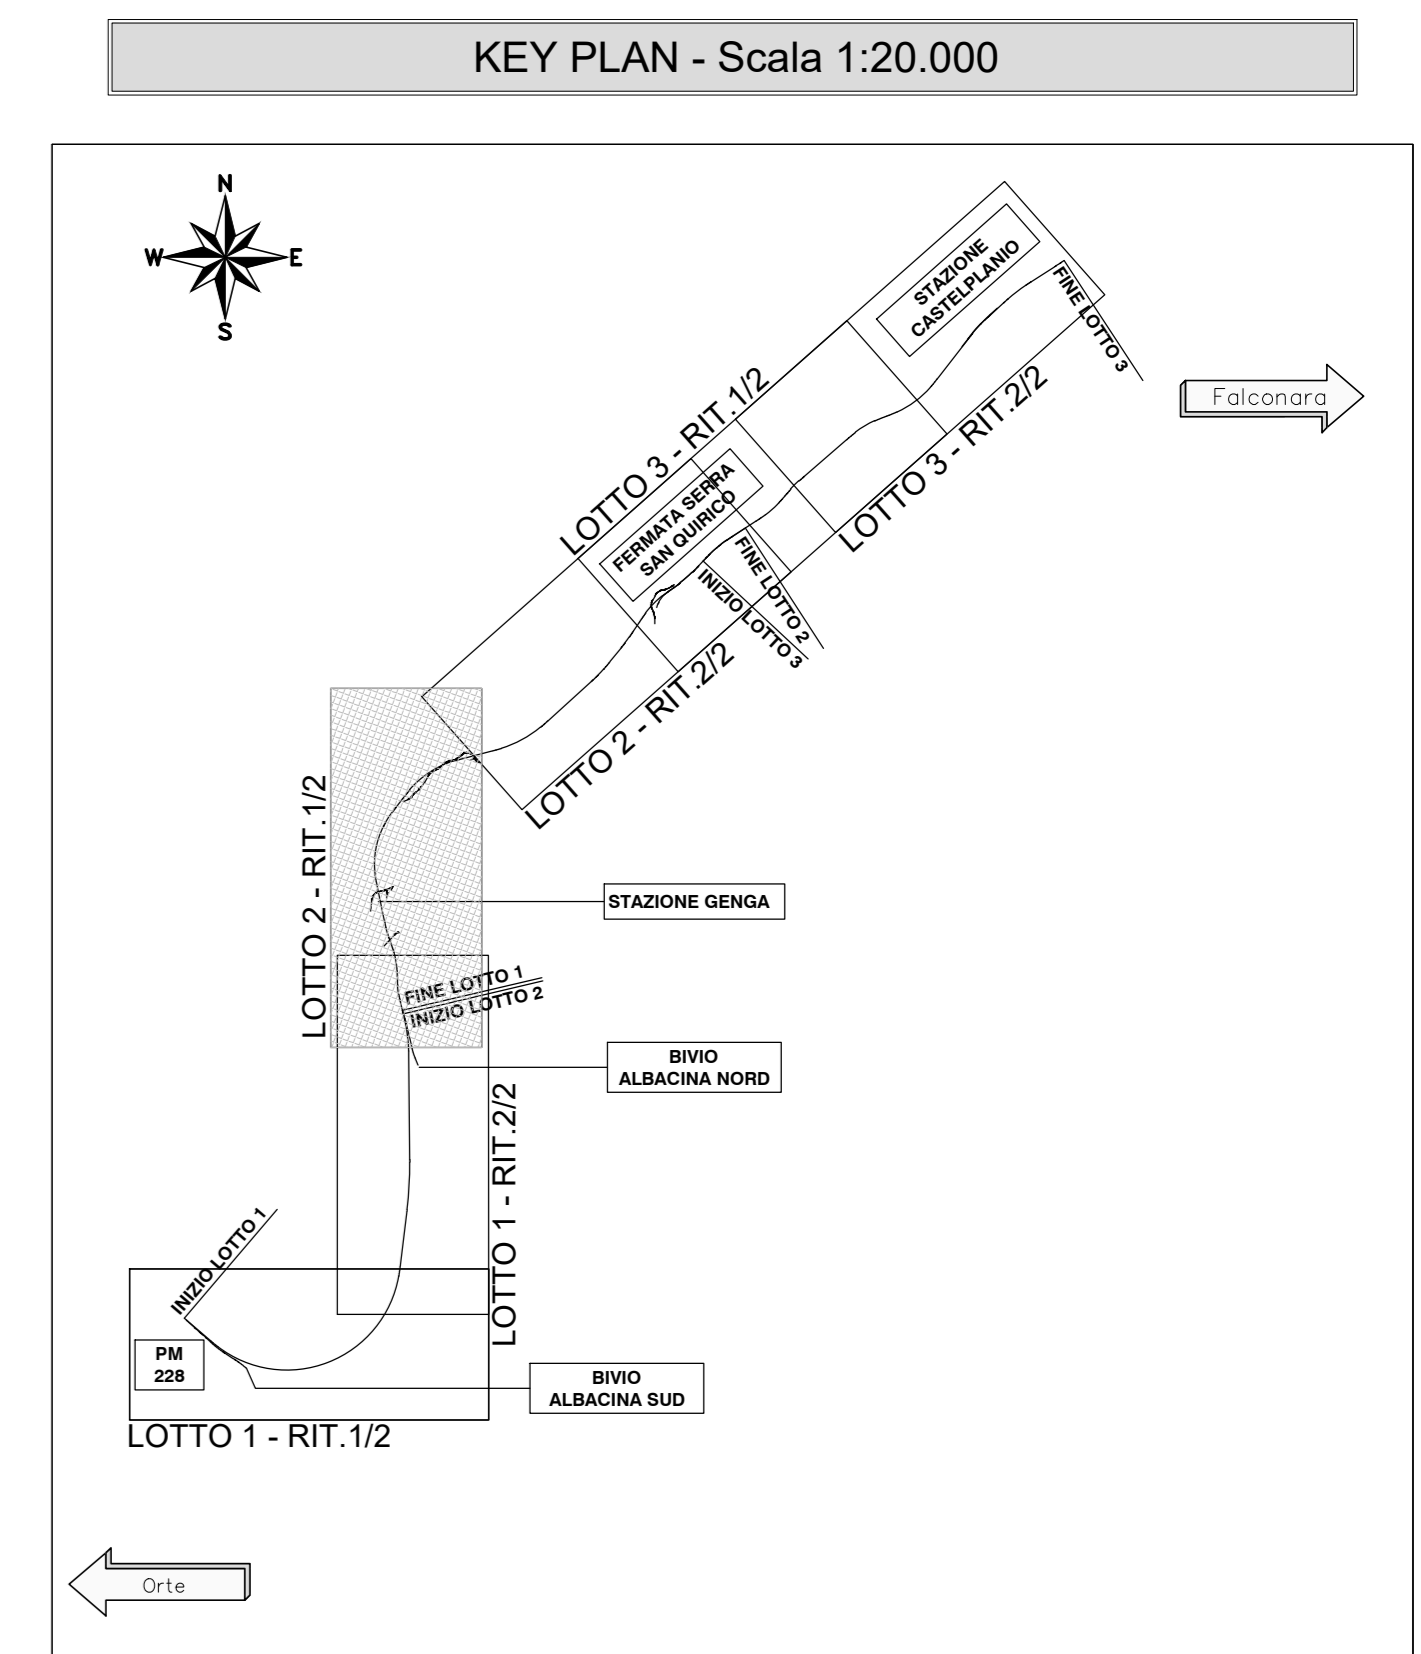 KEY PLAN - Scala 1:20.000
N
W
E
S
STAZIONE
CASTELPLANIO
FINE LOTTO 3
Falconara
LOTTO 3 - RIT.1/2
LOTTO 3 - RIT.2/2
FERMATA SERRA
SAN QUIRICO
FINE LOTTO 2
INIZIO LOTTO 3
LOTTO 2 - RIT.2/2
LOTTO 2 - RIT.1/2
STAZIONE GENGA
FINE LOTTO 1
INIZIO LOTTO 2
BIVIO
ALBACINA NORD
LOTTO 1 - RIT.2/2
INIZIO LOTTO 1
PM
228
BIVIO
ALBACINA SUD
LOTTO 1 - RIT.1/2
Orte